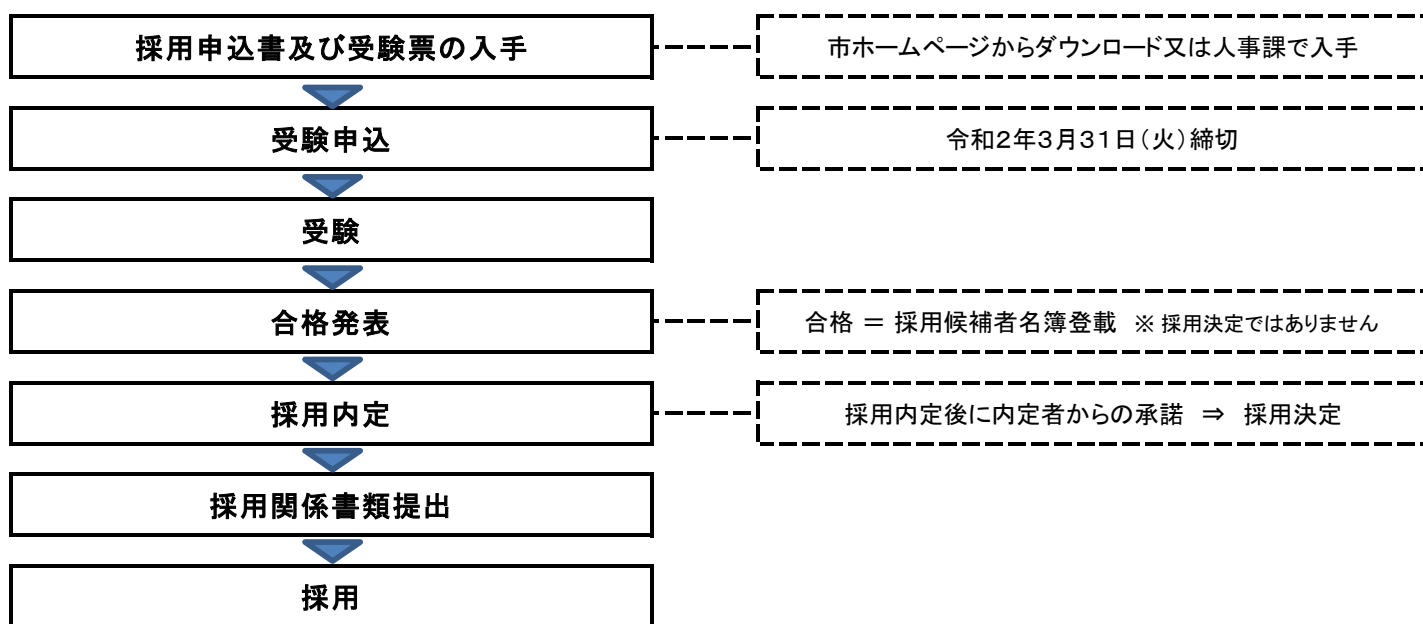 採用申込書及び受験票の入手
市ホームページからダウンロード又は人事課で入手
受験申込
令和2年3月31日(火)締切
受験
合格発表
合格 = 採用候補者名簿登載 ※ 採用決定ではありません
採用内定
採用内定後に内定者からの承諾 ⇒ 採用決定
採用関係書類提出
採用